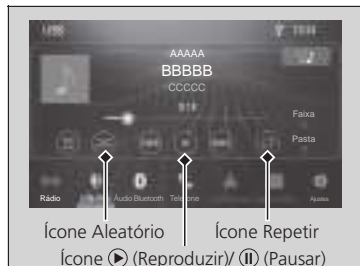 AAAAA
BBBBB
CCCCC
Faixa
Pasta
Rádio
Áudio Bluetooth
Telefone
Ajustes
Ícone Aleatório
Ícone Repetir
Ícone (Reproduzir)/ (Pausar)